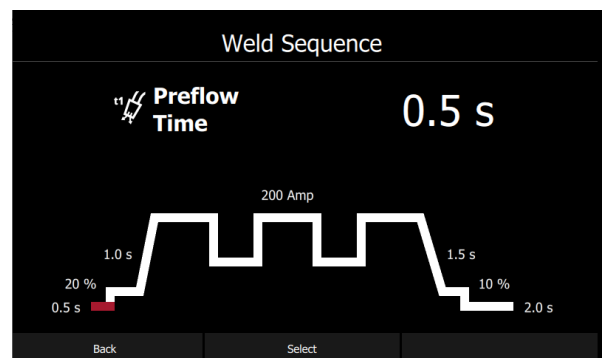 Weld Sequence
t1
Preflow
Time
0.5 s
200 Amp
1.0 s
1.5 s
20 %
10 %
0.5 s
2.0 s
Back
Select